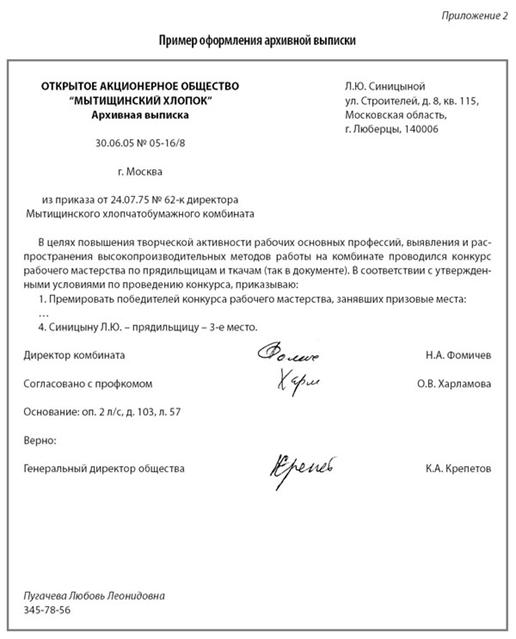 Приложение 2
Пример оформления архивной выписки
ОТКРЫТОЕ АКЦИОНЕРНОЕ ОБЩЕСТВО
"МЫТИЩИНСКИЙ ХЛОПОК"
Архивная выписка
30.06.05 № 05-16/8
г. Москва
Л.Ю. Синицыной
ул. Строителей, д. 8, кв. 115,
Московская область,
г. Люберцы, 140006
из приказа от 24.07.75 № 62-к директора
Мытищинского хлопчатобумажного комбината
В целях повышения творческой активности рабочих основных профессий, выявления и рас-
пространения высокопроизводительных методов работы на комбинате проводился конкурс
рабочего мастерства по прядильщицам и ткачам (так в документе). В соответствии с утвержден-
ными условиями по проведению конкурса, приказываю:
1. Премировать победителей конкурса рабочего мастерства, занявших призовые места:
...
4. Синицыну Л.Ю. – прядильщицу – 3-е место.
Директор комбината Н.А. Фомичев
Согласовано с профкомом Харм О.В. Харламова
Основание: оп. 2 л/с, д. 103, л. 57
Верно:
Генеральный директор общества К.А. Крепетов
Пугачева Любовь Леонидовна
345-78-56